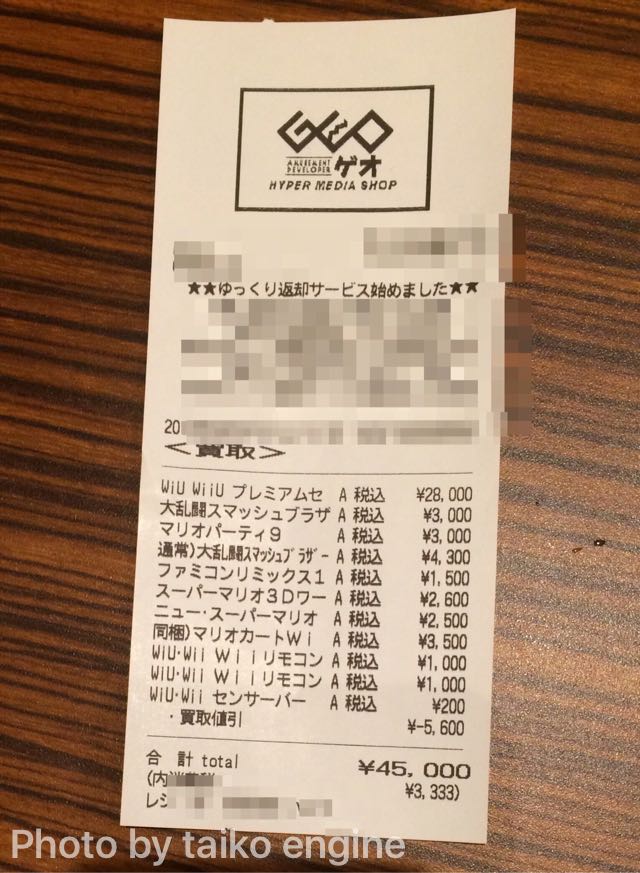 GEO
AMUSEMENT
DEVELOPER ゲオ
HYPER MEDIA SHOP
★★ゆっくり返却サービス始めました★★
20
<買取>
WiU WiiU プレミアムセ A 税込 ¥28,000
大乱闘スマッシュブラザ A 税込 ¥3,000
マリオパーティ9 A 税込 ¥3,000
通常)大乱闘スマッシュブラザー A 税込 ¥4,300
ファミコンリミックス1 A 税込 ¥1,500
スーパーマリオ3Dワー A 税込 ¥2,600
ニュー・スーパーマリオ A 税込 ¥2,500
同梱)マリオカートWi A 税込 ¥3,500
WiU・Wii Wiiリモコン A 税込 ¥1,000
WiU・Wii Wiiリモコン A 税込 ¥1,000
WiU・Wii センサーバー A 税込 ¥200
・買取値引 ¥-5,600
合 計 total ¥45,000
(内 ¥3,333)
レシ
Photo by taiko engine